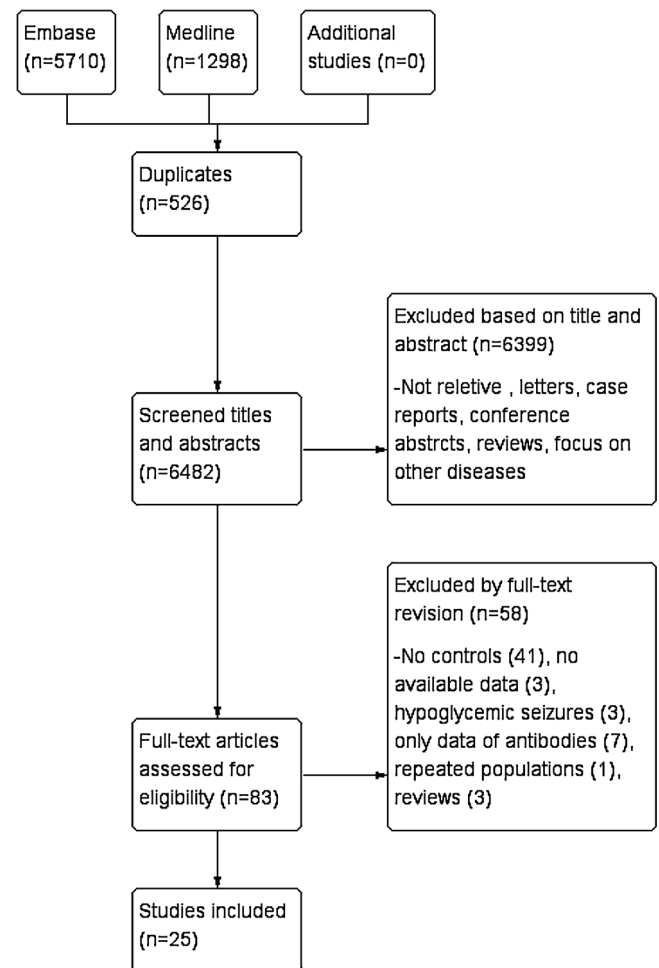 Embase
(n=5710)
Medline
(n=1298)
Additional
studies (n=0)
Duplicates
(n=526)
Screened titles
and abstracts
(n=6482)
Excluded based on title and
abstract (n=6399)
-Not reletive , letters, case
reports, conference
abstrcts, reviews, focus on
other diseases
Full-text articles
assessed for
eligibility (n=83)
Excluded by full-text
revision (n=58)
-No controls (41), no
available data (3),
hypoglycemic seizures (3),
only data of antibodies (7),
repeated populations (1),
reviews (3)
Studies included
(n=25)